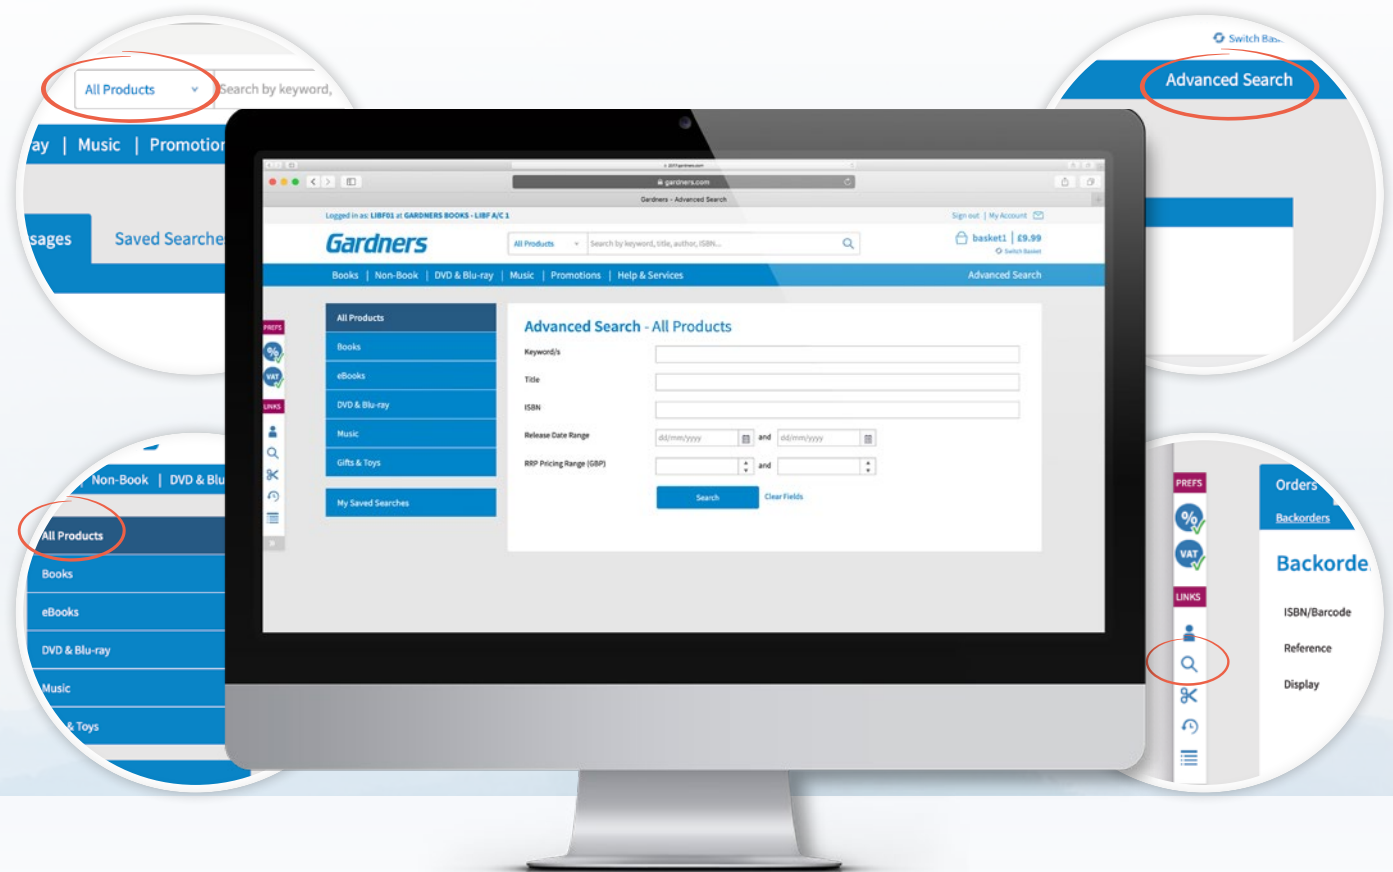 All Products
Search by keyword,
ay | Music | Promotion
sages
Saved Searche
Switch Bas
Advanced Search
gardners.com
Gardners - Advanced Search
Logged in as: LIBF01 at GARDNERS BOOKS - LIBF A/C 1
Sign out | My Account
Gardners
All Products
Search by keyword, title, author, ISBN...
basket1 | £9.99
Switch Basket
Books | Non-Book | DVD & Blu-ray | Music | Promotions | Help & Services
Advanced Search
PREFS
%
VAT
LINKS
All Products
Books
eBooks
DVD & Blu-ray
Music
Gifts & Toys
My Saved Searches
Advanced Search - All Products
Keyword/s
Title
ISBN
Release Date Range
dd/mm/yyyy
and
dd/mm/yyyy
RRP Pricing Range (GBP)
and
Search
Clear Fields
Non-Book | DVD & Blu
All Products
Books
eBooks
DVD & Blu-ray
Music
& Toys
PREFS
%
VAT
LINKS
Orders
Backorders
Backorde
ISBN/Barcode
Reference
Display